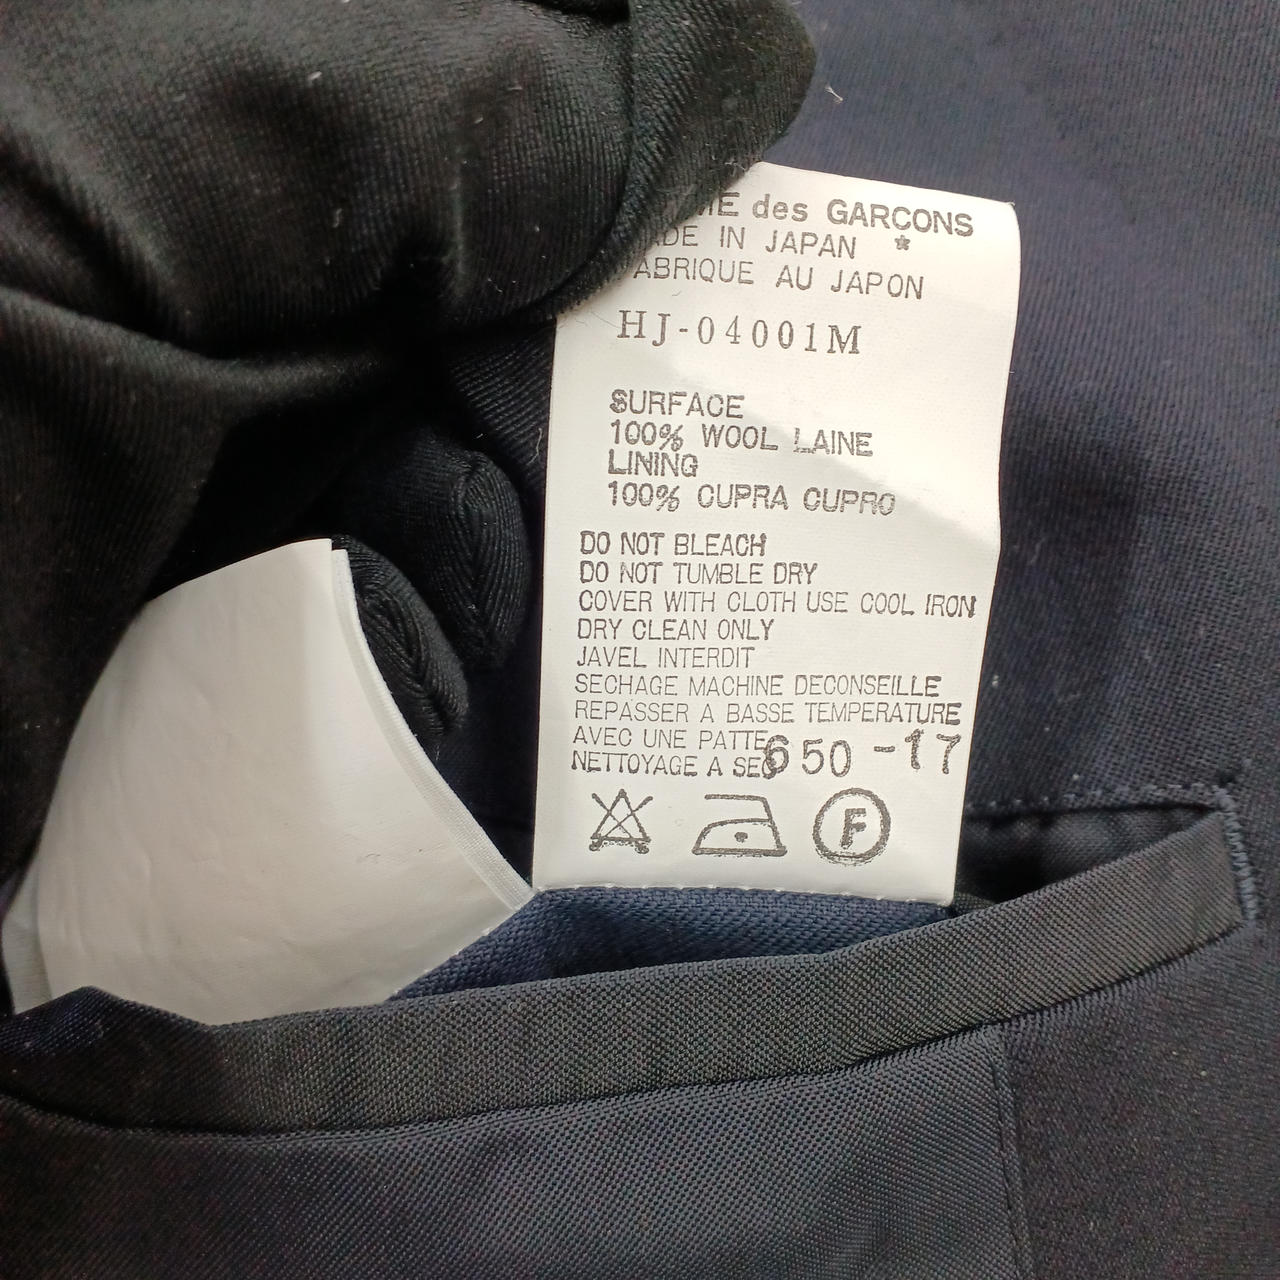 ME des GARCONS
ADE IN JAPAN *
ABRIQUE AU JAPON
HJ-04001M
SURFACE
100% WOOL LAINE
LINING
100% CUPRA CUPRO
DO NOT BLEACH
DO NOT TUMBLE DRY
COVER WITH CLOTH USE COOL IRON
DRY CLEAN ONLY
JAVEL INTERDIT
SECHAGE MACHINE DECONSEILLE
REPASSER A BASSE TEMPERATURE
AVEC UNE PATTE
NETTOYAGE A SEC
650-17
F